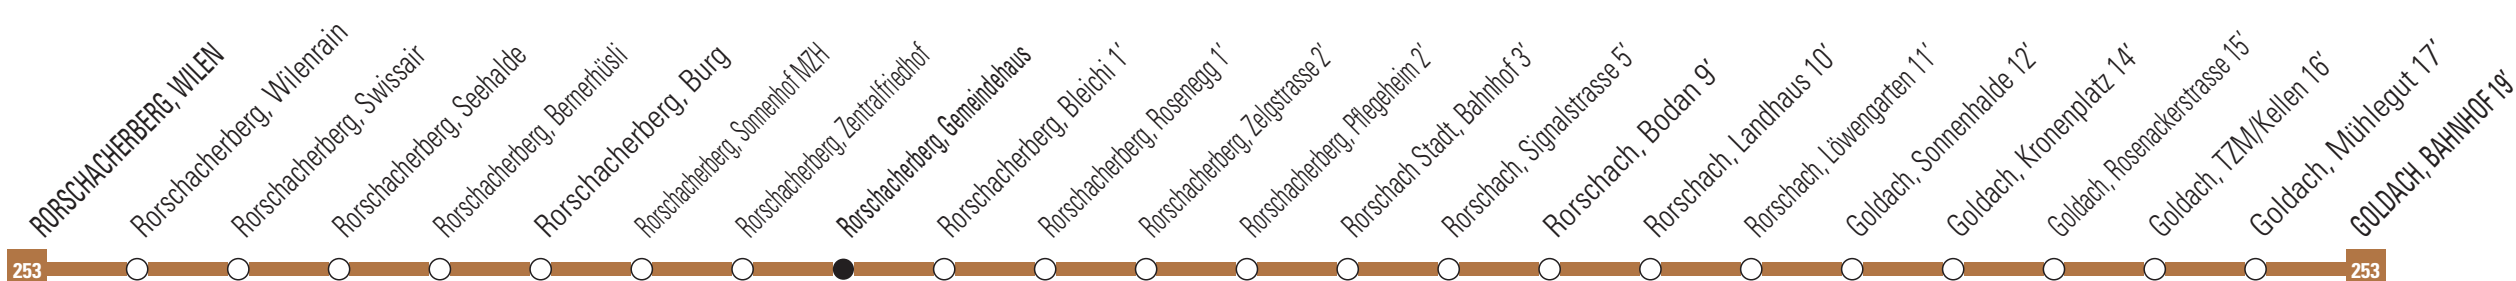 RORSCHACHERBERG, WILEN
Rorschacherberg, Wilenrain
Rorschacherberg, Swissair
Rorschacherberg, Seehalde
Rorschacherberg, Bernerhüsli
Rorschacherberg, Burg
Rorschacherberg, Sonnenhof MZH
Rorschacherberg, Zentralfriedhof
Rorschacherberg, Gemeindehaus
Rorschacherberg, Bleichi 1′
Rorschacherberg, Rosenegg 1′
Rorschacherberg, Zelgstrasse 2′
Rorschacherberg, Pflegeheim 2′
Rorschach Stadt, Bahnhof 3′
Rorschach, Signalstrasse 5′
Rorschach, Bodan 9′
Rorschach, Landhaus 10′
Rorschach, Löwengarten 11′
Goldach, Sonnenhalde 12′
Goldach, Kronenplatz 14′
Goldach, Rosenackerstrasse 15′
Goldach, TZM/Kellen 16′
Goldach, Mühlegut 17′
GOLDACH, BAHNHOF 19′
253
253